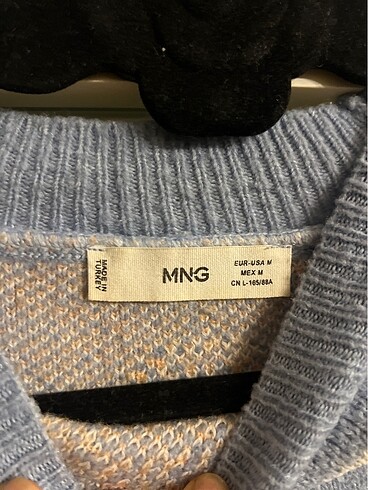 MADE IN
TURKEY
MNG
EUR-USA M
MEX M
CN L-165/88A